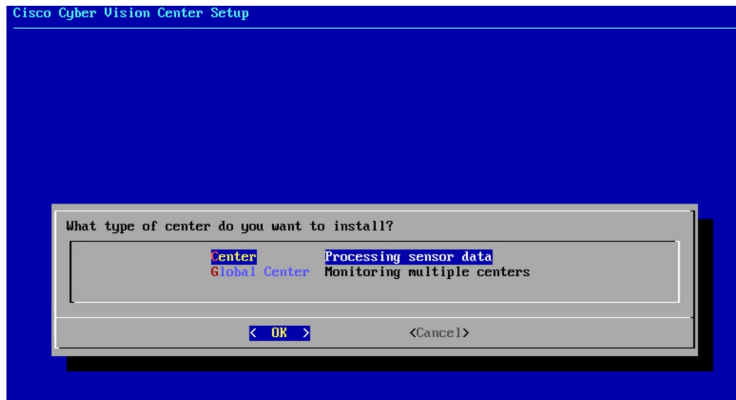 Cisco Cyber Vision Center Setup
What type of center do you want to install?
Center Processing sensor data
Global Center Monitoring multiple centers
< OK > <Cancel>